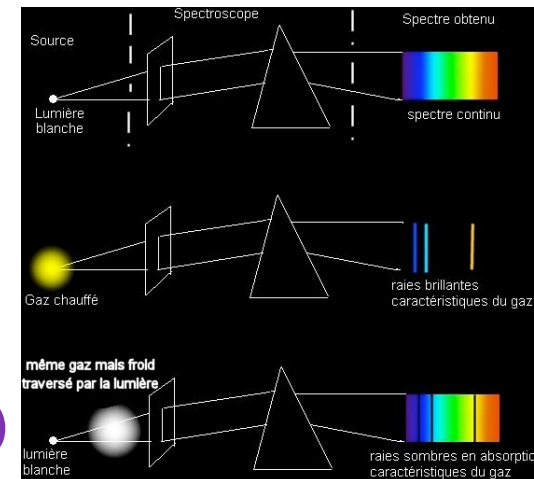 Source
Spectroscope
Spectre obtenu
Lumière
blanche
spectre continu
Gaz chauffé
raies brillantes
caractéristiques du gaz
même gaz mais froid
traversé par la lumière
lumière
blanche
raies sombres en absorptio
caractéristiques du gaz